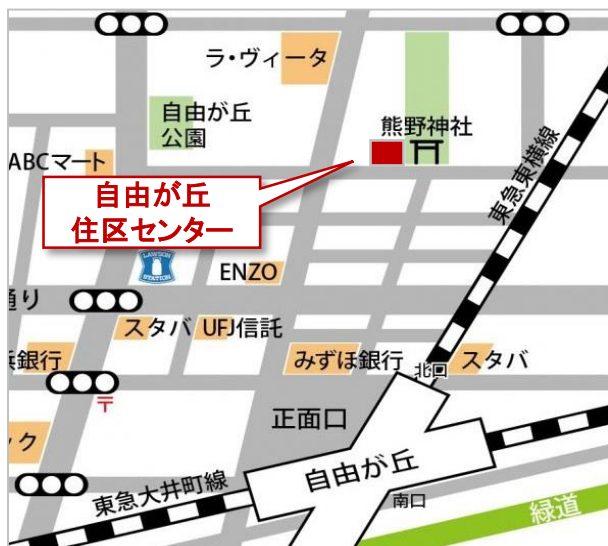 ラ・ヴィータ
自由が丘
公園
熊野神社
ABCマート
東急東横線
自由が丘
住区センター
LAWSON
STATION
ENZO
通り
スタバ
UFJ信託
浜銀行
みずほ銀行
北口
スタバ
〒
正面口
ック
自由が丘
東急大井町線
南口
緑道